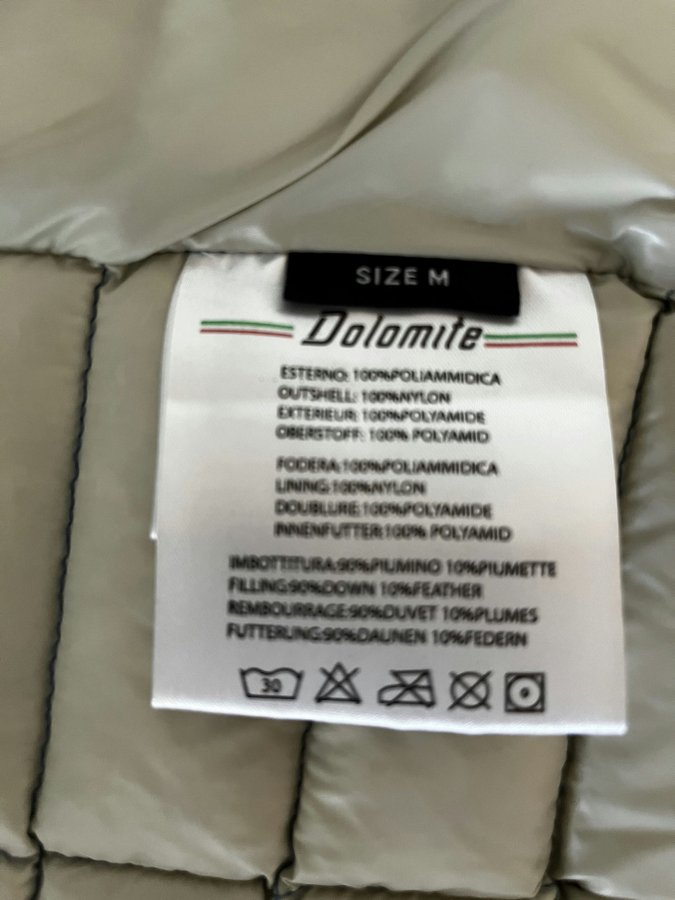 SIZE M
Dolomite
ESTERNO: 100%POLIAMMIDICA
OUTSHELL: 100%NYLON
EXTERIEUR: 100%POLYAMIDE
OBERSTOFF: 100% POLYAMID
FODERA:100%POLIAMMIDICA
LINING:100%NYLON
DOUBLURE:100%POLYAMIDE
INNENFUTTER:100% POLYAMID
IMBOTTITURA:90%PIUMINO 10%PIUMETTE
FILLING:90%DOWN 10%FEATHER
REMBOURRAGE:90%DUVET 10%PLUMES
FUTTERUNG:90%DAUNEN 10%FEDERN
30